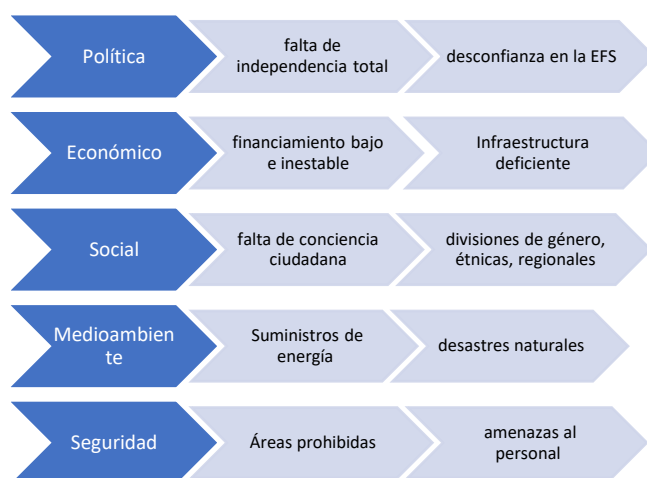 Política
falta de
independencia total
desconfianza en la EFS
Económico
financiamiento bajo
e inestable
Infraestructura
deficiente
Social
falta de conciencia
ciudadana
divisiones de género,
étnicas, regionales
Medioambien
te
Suministros de
energía
desastres naturales
Seguridad
Áreas prohibidas
amenazas al
personal